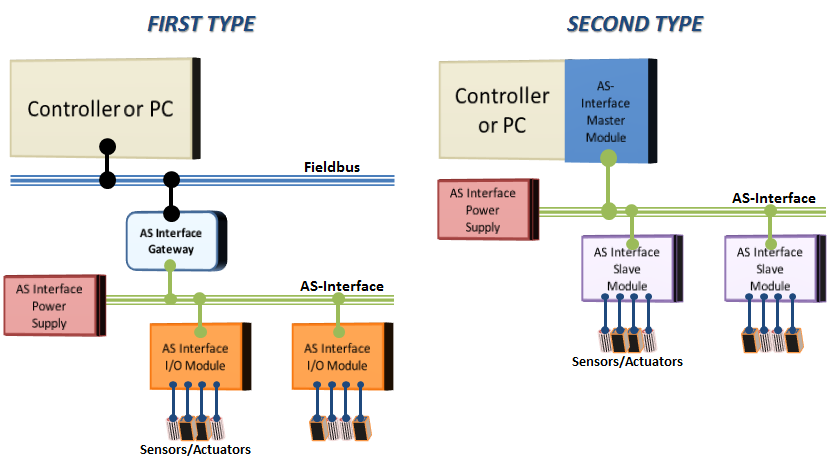 FIRST TYPE
Controller or PC
Fieldbus
AS Interface
Gateway
AS-Interface
AS Interface
Power
Supply
AS Interface
I/O Module
AS Interface
I/O Module
Sensors/Actuators
SECOND TYPE
Controller
or PC
AS-
Interface
Master
Module
AS-Interface
AS Interface
Power
Supply
AS Interface
Slave
Module
AS Interface
Slave
Module
Sensors/Actuators